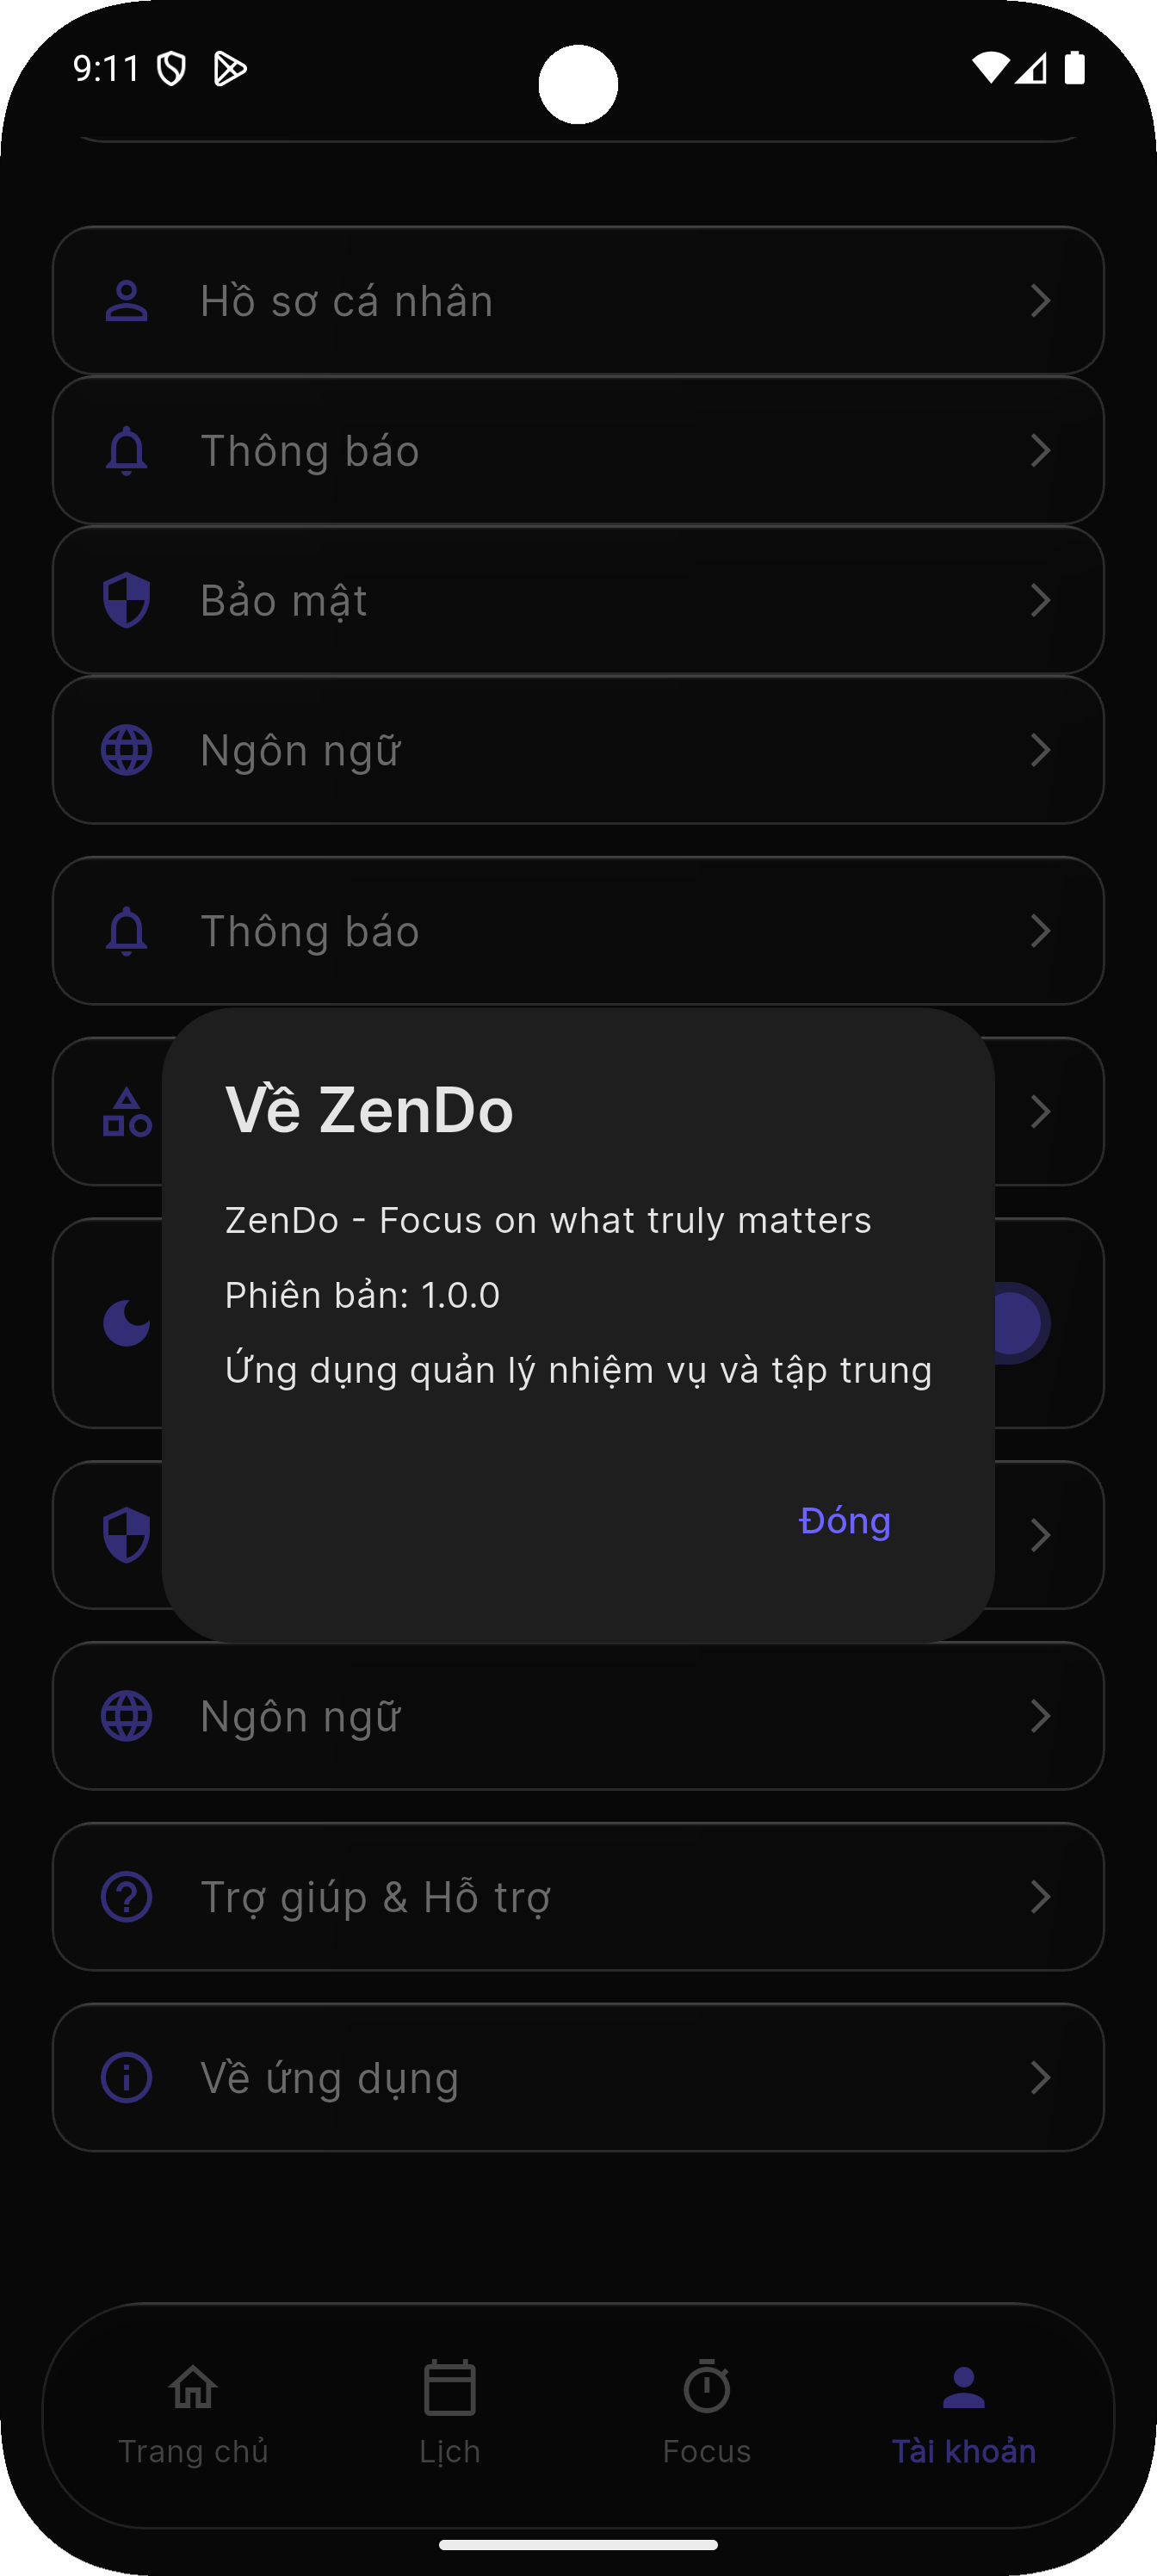 9:11
Hồ sơ cá nhân
Thông báo
Bảo mật
Ngôn ngữ
Thông báo
Về ZenDo
ZenDo - Focus on what truly matters
Phiên bản: 1.0.0
Ứng dụng quản lý nhiệm vụ và tập trung
Đóng
Ngôn ngữ
Trợ giúp & Hỗ trợ
Về ứng dụng
Trang chủ
Lịch
Focus
Tài khoản